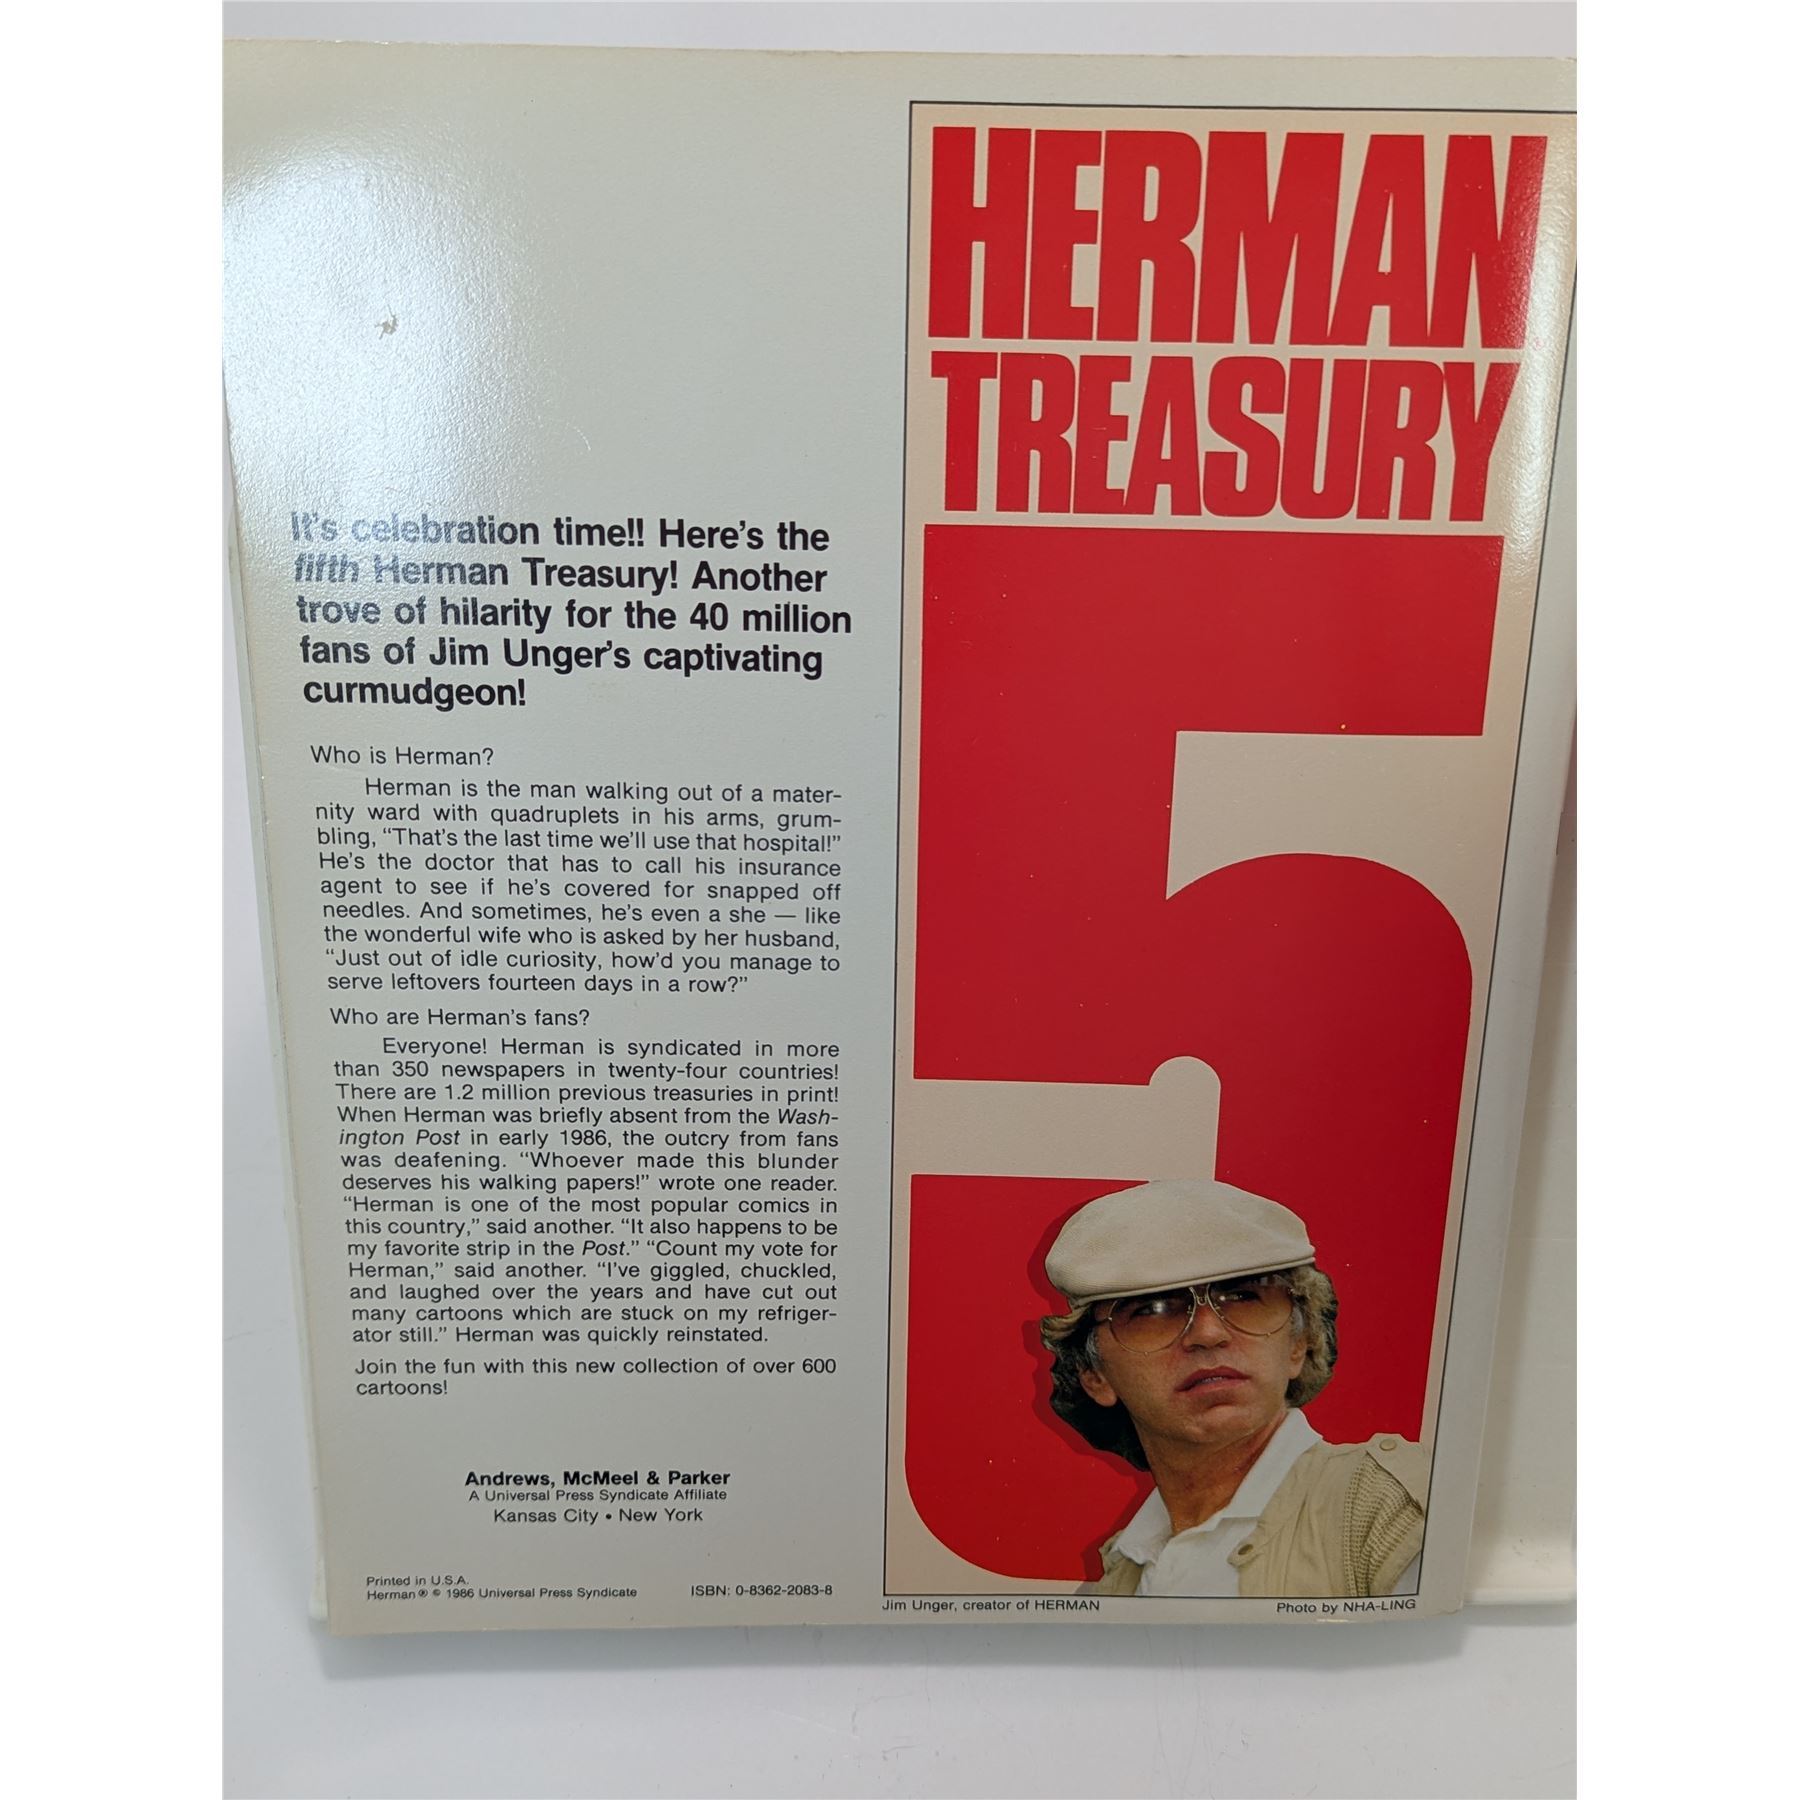 HERMAN
TREASURY
5
It's celebration time!! Here's the
fifth Herman Treasury! Another
trove of hilarity for the 40 million
fans of Jim Unger's captivating
curmudgeon!
Who is Herman?
Herman is the man walking out of a mater-
nity ward with quadruplets in his arms, grum-
bling, “That's the last time we'll use that hospital!”
He's the doctor that has to call his insurance
agent to see if he's covered for snapped off
needles. And sometimes, he's even a she — like
the wonderful wife who is asked by her husband,
“Just out of idle curiosity, how'd you manage to
serve leftovers fourteen days in a row?”
Who are Herman's fans?
Everyone! Herman is syndicated in more
than 350 newspapers in twenty-four countries!
There are 1.2 million previous treasuries in print!
When Herman was briefly absent from the Wash-
ington Post in early 1986, the outcry from fans
was deafening. “Whoever made this blunder
deserves his walking papers!” wrote one reader.
“Herman is one of the most popular comics in
this country,” said another. “It also happens to be
my favorite strip in the Post.” “Count my vote for
Herman,” said another. “I've giggled, chuckled,
and laughed over the years and have cut out
many cartoons which are stuck on my refriger-
ator still.” Herman was quickly reinstated.
Join the fun with this new collection of over 600
cartoons!
Andrews, McMeel & Parker
A Universal Press Syndicate Affiliate
Kansas City • New York
Printed in U.S.A.
Herman ® © 1986 Universal Press Syndicate
ISBN: 0-8362-2083-8
Jim Unger, creator of HERMAN
Photo by NHA-LING